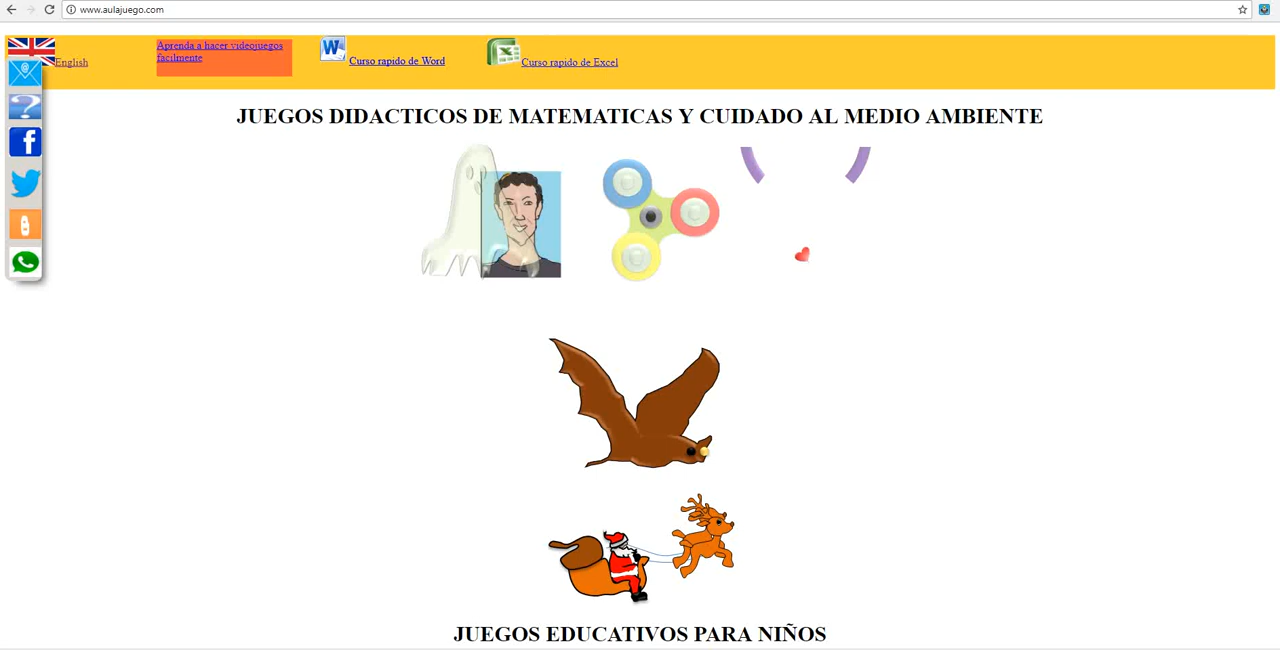 www.aulajuego.com
English
Aprenda a hacer videojuegos
facilmente
Curso rapido de Word
Curso rapido de Excel
JUEGOS DIDACTICOS DE MATEMATICAS Y CUIDADO AL MEDIO AMBIENTE
JUEGOS EDUCATIVOS PARA NIÑOS